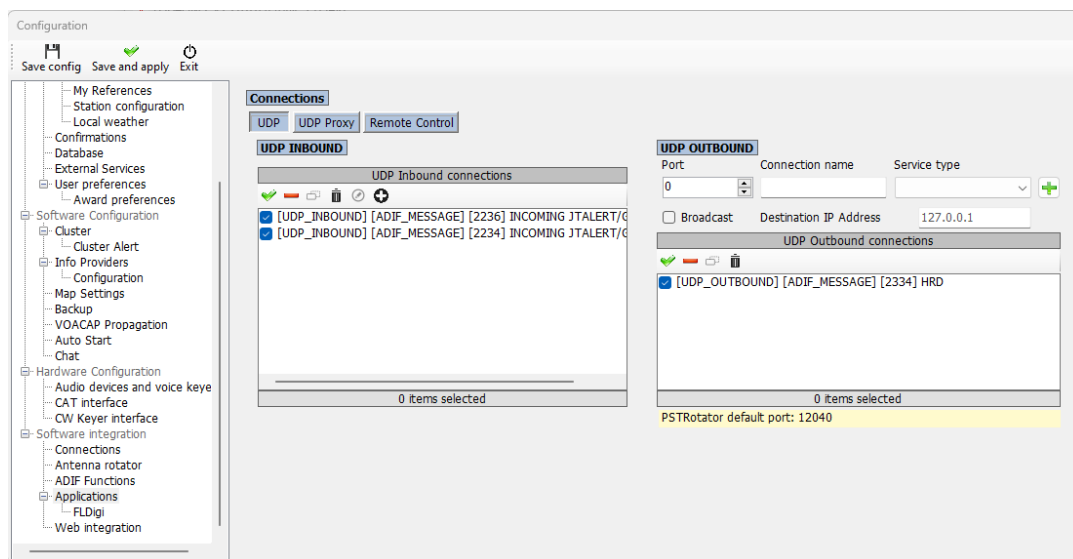 Configuration
Save config Save and apply Exit
My References
Station configuration
Local weather
Confirmations
Database
External Services
User preferences
Award preferences
Software Configuration
Cluster
Cluster Alert
Info Providers
Configuration
Map Settings
Backup
VOACAP Propagation
Auto Start
Chat
Hardware Configuration
Audio devices and voice keye
CAT interface
CW Keyer interface
Software integration
Connections
Antenna rotator
ADIF Functions
Applications
FLDigi
Web integration
Connections
UDP UDP Proxy Remote Control
UDP INBOUND
UDP Inbound connections
[UDP_INBOUND] [ADIF_MESSAGE] [2236] INCOMING JTALERT/G
[UDP_INBOUND] [ADIF_MESSAGE] [2234] INCOMING JTALERT/G
0 items selected
UDP OUTBOUND
Port Connection name Service type
0
Broadcast Destination IP Address 127.0.0.1
UDP Outbound connections
[UDP_OUTBOUND] [ADIF_MESSAGE] [2334] HRD
0 items selected
PSTRotator default port: 12040